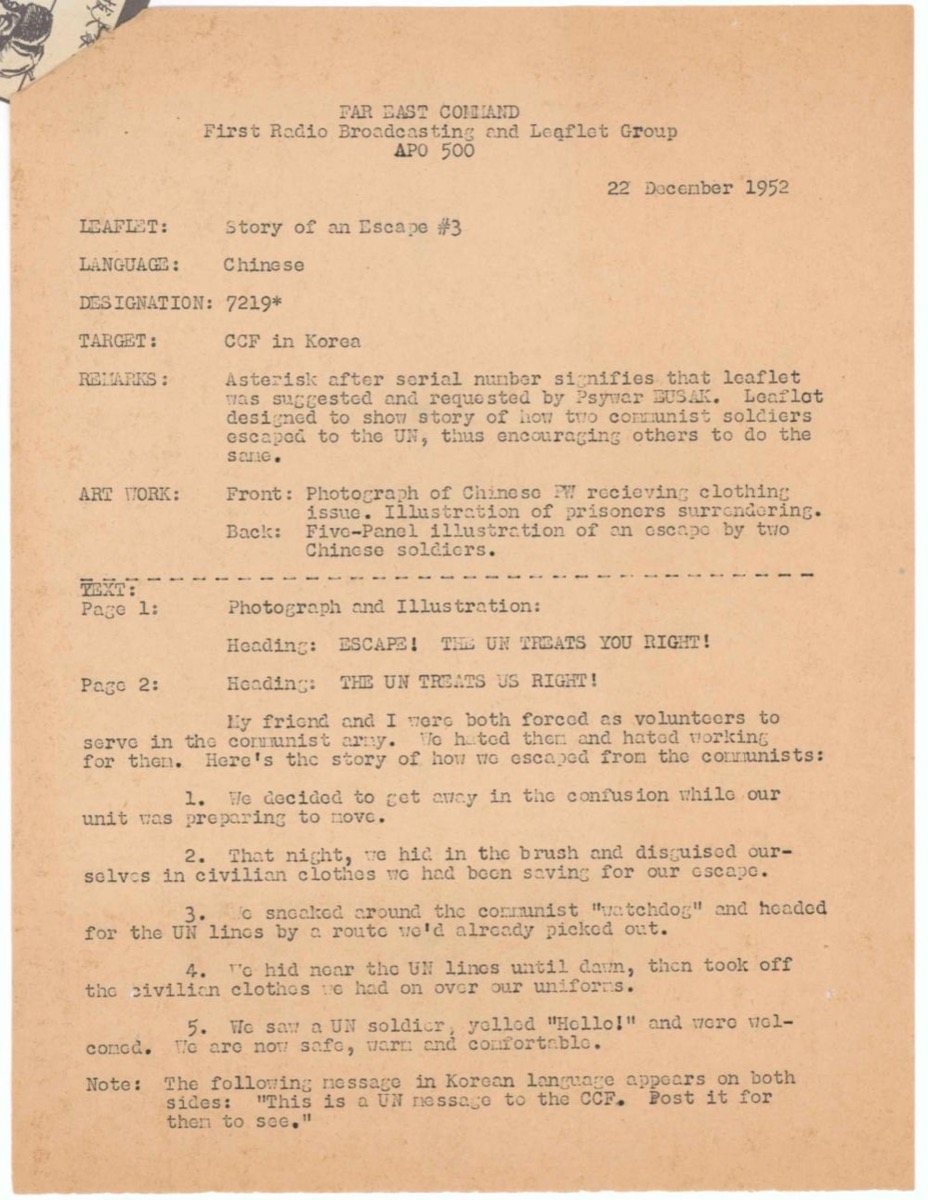 FAR EAST COMMAND
First Radio Broadcasting and Leaflet Group
APO 500
22 December 1952
LEAFLET: Story of an Escape #3
LANGUAGE: Chinese
DESIGNATION: 7219*
TARGET: CCF in Korea
REMARKS: Asterisk after serial number signifies that leaflet
was suggested and requested by Psywar EUSAK. Leaflet
designed to show story of how two communist soldiers
escaped to the UN, thus encouraging others to do the
same.
ART WORK: Front: Photograph of Chinese PW recieving clothing
issue. Illustration of prisoners surrendering.
Back: Five-Panel illustration of an escape by two
Chinese soldiers.
TEXT:
Page 1: Photograph and Illustration:
Heading: ESCAPE! THE UN TREATS YOU RIGHT!
Page 2: Heading: THE UN TREATS US RIGHT!
My friend and I were both forced as volunteers to
serve in the communist army. We hated them and hated working
for them. Here's the story of how we escaped from the communists:
1. We decided to get away in the confusion while our
unit was preparing to move.
2. That night, we hid in the brush and disguised our-
selves in civilian clothes we had been saving for our escape.
3. We sneaked around the communist "watchdog" and headed
for the UN lines by a route we'd already picked out.
4. We hid near the UN lines until dawn, then took off
the civilian clothes we had on over our uniforms.
5. We saw a UN soldier, yelled "Hello!" and were wel-
comed. We are now safe, warm and comfortable.
Note: The following message in Korean language appears on both
sides: "This is a UN message to the CCF. Post it for
them to see."